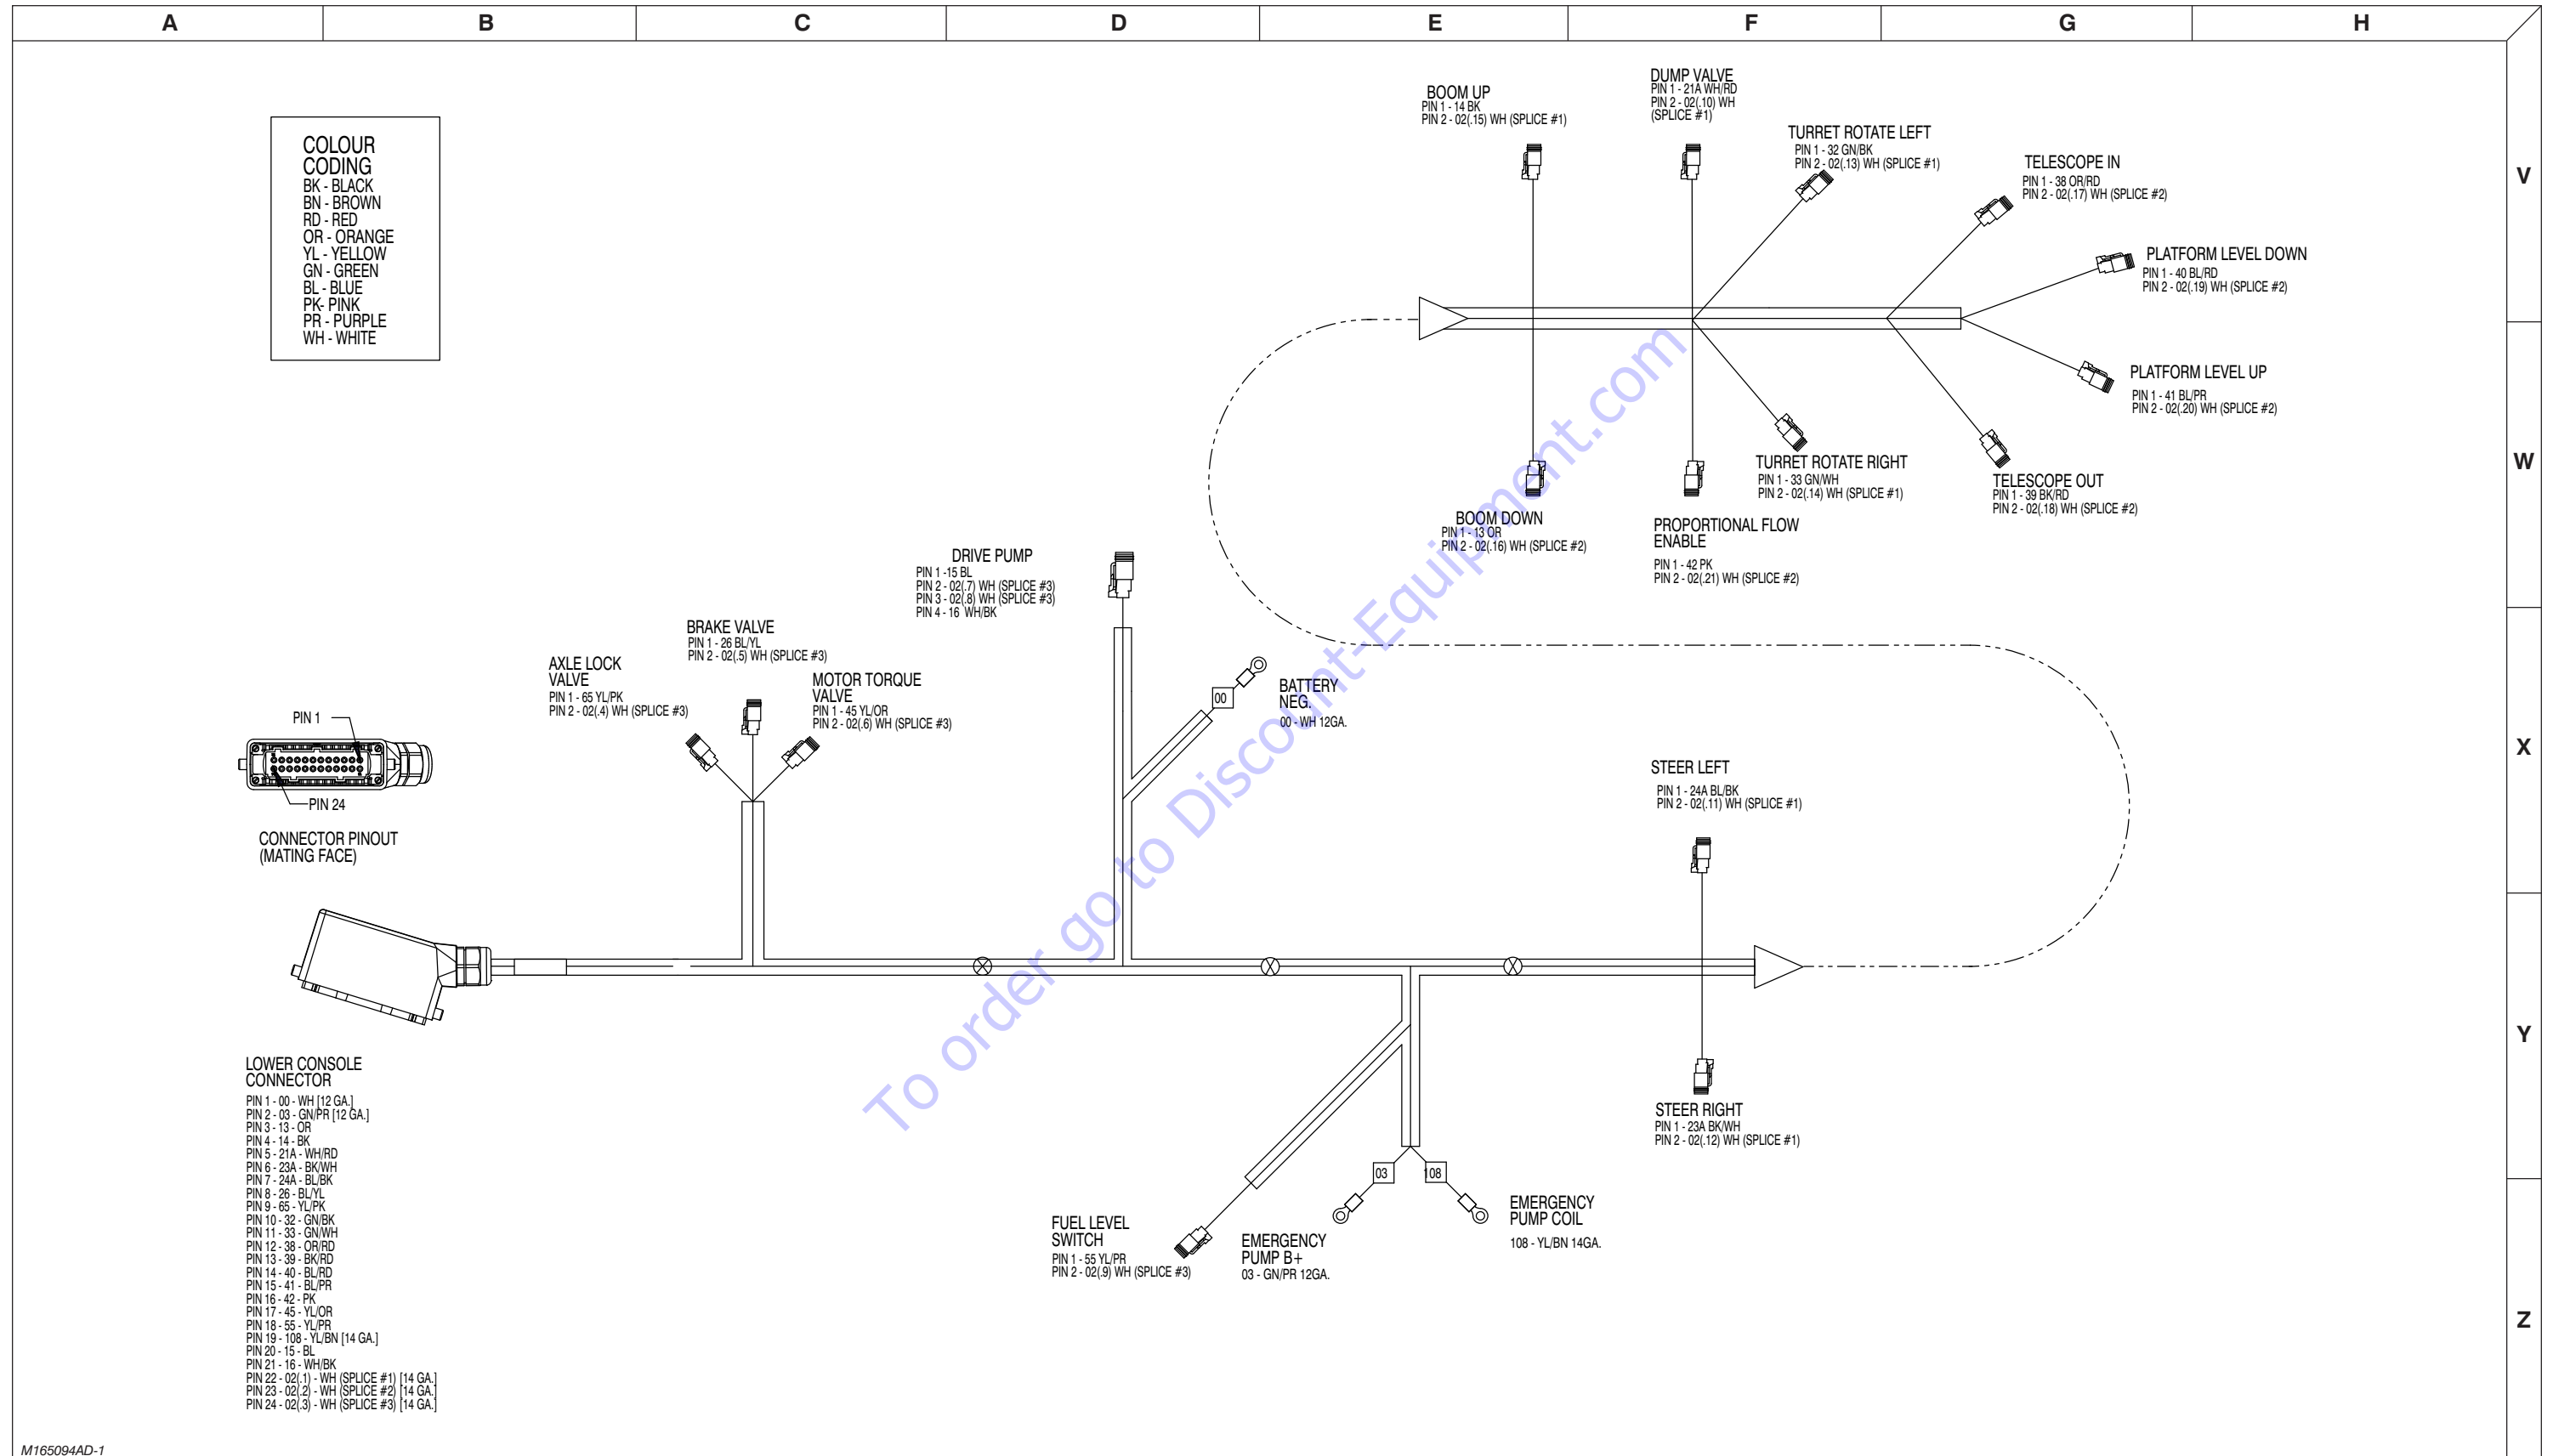 A B C D E F G H
COLOUR
CODING
BK - BLACK
BN - BROWN
RD - RED
OR - ORANGE
YL - YELLOW
GN - GREEN
BL - BLUE
PK- PINK
PR - PURPLE
WH - WHITE
BOOM UP
PIN 1 - 14 BK
PIN 2 - 02(.15) WH (SPLICE #1)
DUMP VALVE
PIN 1 - 21A WH/RD
PIN 2 - 02(.10) WH
(SPLICE #1)
TURRET ROTATE LEFT
PIN 1 - 32 GN/BK
PIN 2 - 02(.13) WH (SPLICE #1)
TELESCOPE IN
PIN 1 - 38 OR/RD
PIN 2 - 02(.17) WH (SPLICE #2)
V
PLATFORM LEVEL DOWN
PIN 1 - 40 BL/RD
PIN 2 - 02(.19) WH (SPLICE #2)
PLATFORM LEVEL UP
PIN 1 - 41 BL/PR
PIN 2 - 02(.20) WH (SPLICE #2)
W
TURRET ROTATE RIGHT
PIN 1 - 33 GN/WH
PIN 2 - 02(.14) WH (SPLICE #1)
TELESCOPE OUT
PIN 1 - 39 BK/RD
PIN 2 - 02(.18) WH (SPLICE #2)
BOOM DOWN
PIN 1 - 13 OR
PIN 2 - 02(.16) WH (SPLICE #2)
PROPORTIONAL FLOW
ENABLE
PIN 1 - 42 PK
PIN 2 - 02(.21) WH (SPLICE #2)
DRIVE PUMP
PIN 1 -15 BL
PIN 2 - 02(.7) WH (SPLICE #3)
PIN 3 - 02(.8) WH (SPLICE #3)
PIN 4 - 16 WH/BK
BRAKE VALVE
PIN 1 - 26 BL/YL
PIN 2 - 02(.5) WH (SPLICE #3)
AXLE LOCK
VALVE
PIN 1 - 65 YL/PK
PIN 2 - 02(.4) WH (SPLICE #3)
MOTOR TORQUE
VALVE
PIN 1 - 45 YL/OR
PIN 2 - 02(.6) WH (SPLICE #3)
00
BATTERY
NEG.
00 - WH 12GA.
X
PIN 1
PIN 24
CONNECTOR PINOUT
(MATING FACE)
STEER LEFT
PIN 1 - 24A BL/BK
PIN 2 - 02(.11) WH (SPLICE #1)
Y
To order go to Discount-Equipment.com
LOWER CONSOLE
CONNECTOR
PIN 1 - 00 - WH [12 GA.]
PIN 2 - 03 - GN/PR [12 GA.]
PIN 3 - 13 - OR
PIN 4 - 14 - BK
PIN 5 - 21A - WH/RD
PIN 6 - 23A - BK/WH
PIN 7 - 24A - BL/BK
PIN 8 - 26 - BL/YL
PIN 9 - 65 - YL/PK
PIN 10 - 32 - GN/BK
PIN 11 - 33 - GN/WH
PIN 12 - 38 - OR/RD
PIN 13 - 39 - BK/RD
PIN 14 - 40 - BL/RD
PIN 15 - 41 - BL/PR
PIN 16 - 42 - PK
PIN 17 - 45 - YL/OR
PIN 18 - 55 - YL/PR
PIN 19 - 108 - YL/BN [14 GA.]
PIN 20 - 15 - BL
PIN 21 - 16 - WH/BK
PIN 22 - 02(.1) - WH (SPLICE #1) [14 GA.]
PIN 23 - 02(.2) - WH (SPLICE #2) [14 GA.]
PIN 24 - 02(.3) - WH (SPLICE #3) [14 GA.]
STEER RIGHT
PIN 1 - 23A BK/WH
PIN 2 - 02(.12) WH (SPLICE #1)
03
108
FUEL LEVEL
SWITCH
PIN 1 - 55 YL/PR
PIN 2 - 02(.9) WH (SPLICE #3)
EMERGENCY
PUMP B+
03 - GN/PR 12GA.
EMERGENCY
PUMP COIL
108 - YL/BN 14GA.
Z
M165094AD-1